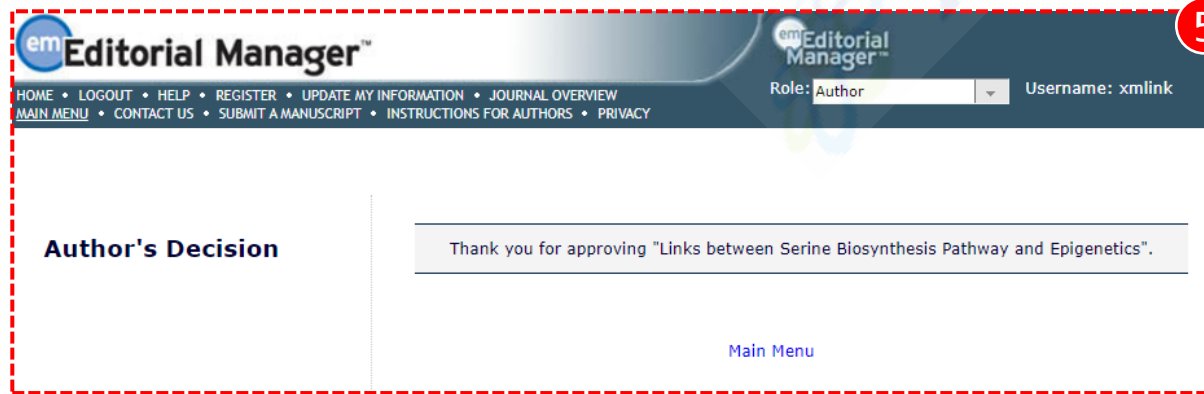 em Editorial Manager™
em Editorial
Manager™
5
HOME • LOGOUT • HELP • REGISTER • UPDATE MY INFORMATION • JOURNAL OVERVIEW
MAIN MENU • CONTACT US • SUBMIT A MANUSCRIPT • INSTRUCTIONS FOR AUTHORS • PRIVACY
Role: Author Username: xmlink
Author's Decision
Thank you for approving "Links between Serine Biosynthesis Pathway and Epigenetics".
Main Menu